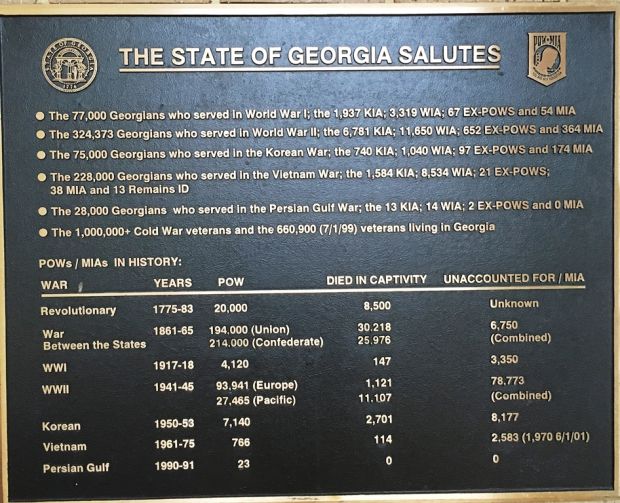 THE STATE OF GEORGIA SALUTES
POW★MIA
1776
The 77,000 Georgians who served in World War I; the 1,937 KIA; 3,319 WIA; 67 EX-POWS and 54 MIA
The 324,373 Georgians who served in World War II; the 6,781 KIA; 11,650 WIA; 652 EX-POWS and 364 MIA
The 75,000 Georgians who served in the Korean War; the 740 KIA; 1,040 WIA; 97 EX-POWS and 174 MIA
The 228,000 Georgians who served in the Vietnam War; the 1,584 KIA; 8,534 WIA; 21 EX-POWS;
38 MIA and 13 Remains ID
The 28,000 Georgians who served in the Persian Gulf War; the 13 KIA; 14 WIA; 2 EX-POWS and 0 MIA
The 1,000,000+ Cold War veterans and the 660,900 (7/1/99) veterans living in Georgia
POWs / MIAs IN HISTORY:
WAR YEARS POW DIED IN CAPTIVITY UNACCOUNTED FOR / MIA
Revolutionary 1775-83 20,000 8,500 Unknown
War 1861-65 194.000 (Union) 30.218 6,750
Between the States 214.000 (Confederate) 25.976 (Combined)
WWI 1917-18 4,120 147 3,350
WWII 1941-45 93,941 (Europe) 1,121 78.773
27,465 (Pacific) 11.107 (Combined)
Korean 1950-53 7,140 2,701 8,177
Vietnam 1961-75 766 114 2,583 (1,970 6/1/01)
Persian Gulf 1990-91 23 0 0